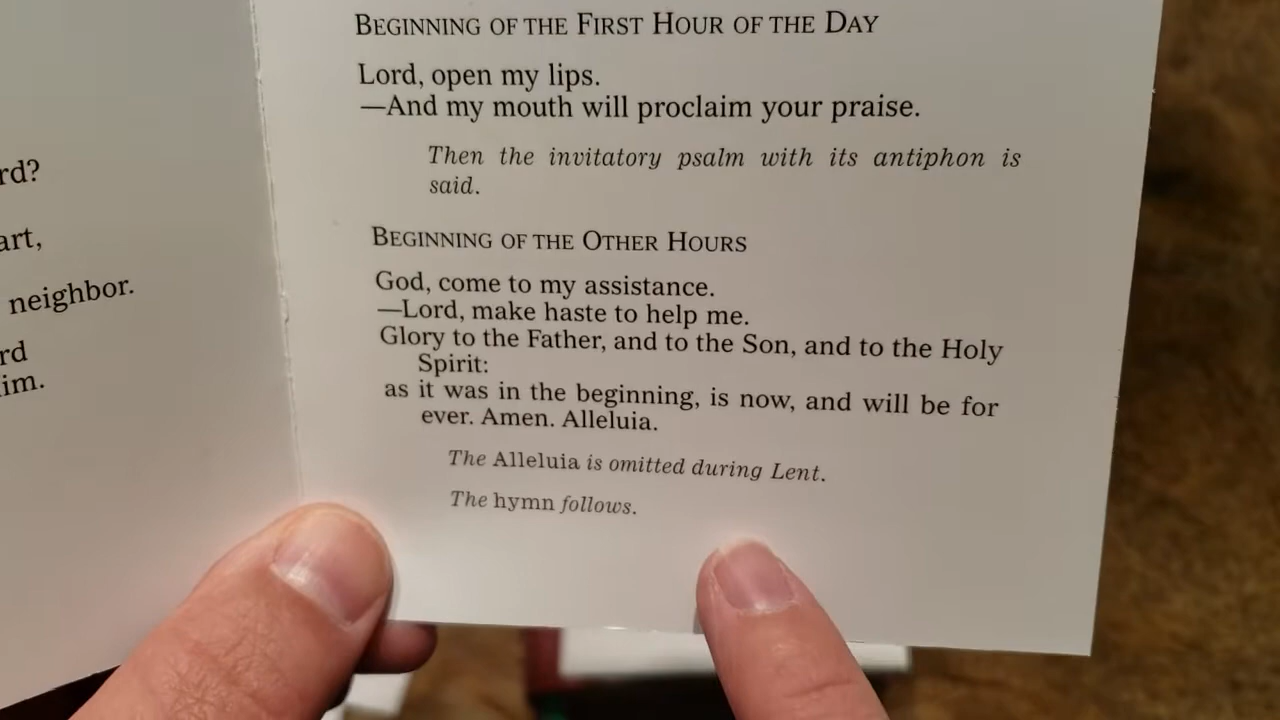 rd?
art,
neighbor.
rd
im.
BEGINNING OF THE FIRST HOUR OF THE DAY
Lord, open my lips.
—And my mouth will proclaim your praise.
Then the invitatory psalm with its antiphon is
said.
BEGINNING OF THE OTHER HOURS
God, come to my assistance.
—Lord, make haste to help me.
Glory to the Father, and to the Son, and to the Holy
Spirit:
as it was in the beginning, is now, and will be for
ever. Amen. Alleluia.
The Alleluia is omitted during Lent.
The hymn follows.